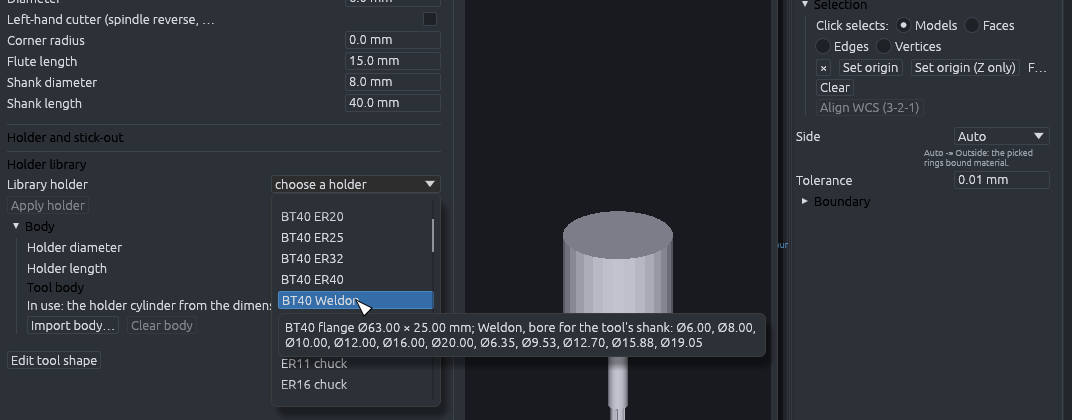 Left-hand cutter (spindle reverse, …
Corner radius 0.0 mm
Flute length 15.0 mm
Shank diameter 8.0 mm
Shank length 40.0 mm
Holder and stick-out
Holder library
Library holder choose a holder
Apply holder
Body
Holder diameter
Holder length
Tool body
In use: the holder cylinder from the dimens
Import body… Clear body
Edit tool shape
BT40 ER20
BT40 ER25
BT40 ER32
BT40 ER40
BT40 Weldon
BT40 flange Ø63.00 × 25.00 mm; Weldon, bore for the tool's shank: Ø6.00, Ø8.00,
Ø10.00, Ø12.00, Ø16.00, Ø20.00, Ø6.35, Ø9.53, Ø12.70, Ø15.88, Ø19.05
ER11 chuck
ER16 chuck
Selection
Click selects: Models Faces
Edges Vertices
× Set origin Set origin (Z only) F…
Clear
Align WCS (3-2-1)
Side Auto
Auto -> Outside: the picked
rings bound material.
Tolerance 0.01 mm
Boundary